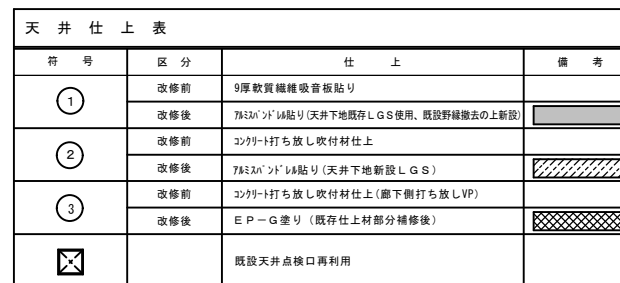 天井仕上表
符号 区分 仕上 備考
① 改修前 9厚軟質繊維吸音板貼り
改修後 ｱﾙﾐｽﾊﾟﾝﾄﾞﾚﾙ貼り(天井下地既存ＬＧＳ使用、既設野縁撤去の上新設)
② 改修前 ｺﾝｸﾘｰﾄ打ち放し吹付材仕上
改修後 ｱﾙﾐｽﾊﾟﾝﾄﾞﾚﾙ貼り(天井下地新設ＬＧＳ)
③ 改修前 ｺﾝｸﾘｰﾄ打ち放し吹付材仕上(廊下側打ち放しVP)
改修後 ＥＰ－Ｇ塗り（既存仕上材部分補修後）
既設天井点検口再利用